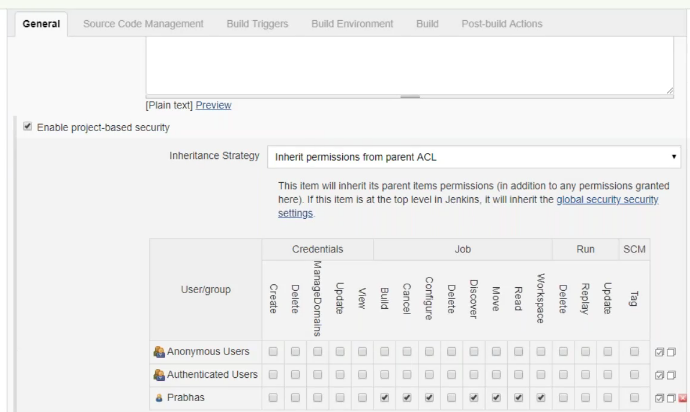 General Source Code Management Build Triggers Build Environment Build Post-build Actions
[Plain text] Preview
Enable project-based security
Inheritance Strategy Inherit permissions from parent ACL
This item will inherit its parent items permissions (in addition to any permissions granted
here). If this item is at the top level in Jenkins, it will inherit the global security security
settings.
User/group Credentials Job Run SCM
Create Delete ManageDomains Update View Build Cancel Configure Delete Discover Move Read Workspace Delete Replay Update Tag
Anonymous Users
Authenticated Users
Prabhas